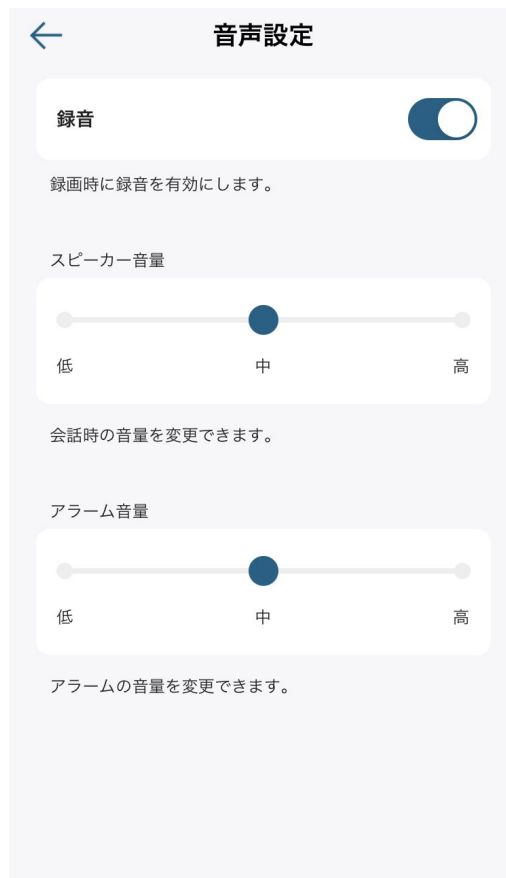 音声設定
録音
録画時に録音を有効にします。
スピーカー音量
低 中 高
会話時の音量を変更できます。
アラーム音量
低 中 高
アラームの音量を変更できます。